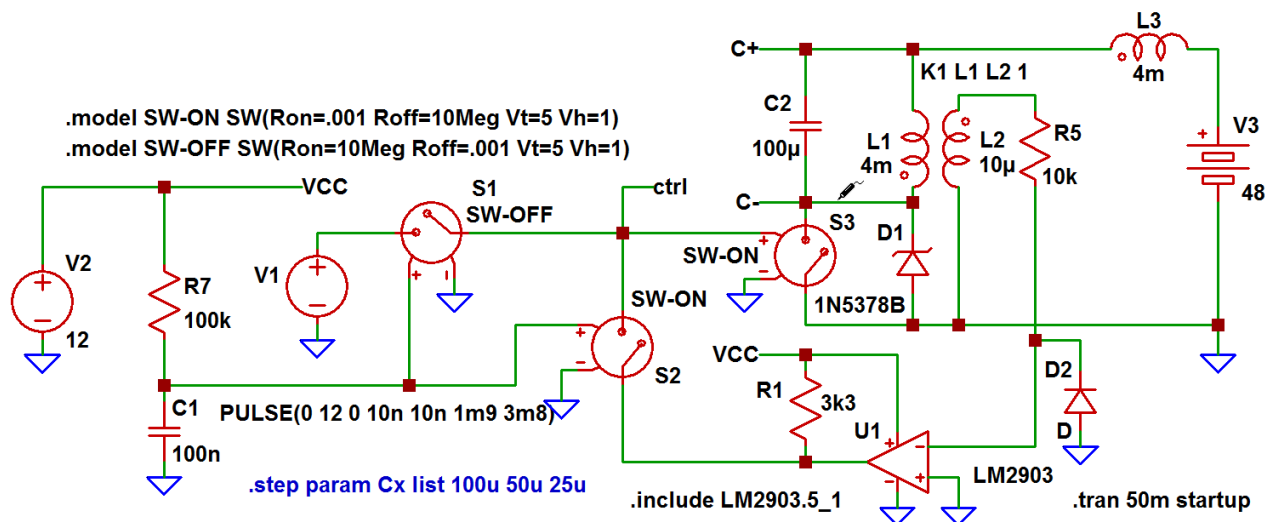 L3
C+
4m
K1 L1 L2 1
.model SW-ON SW(Ron=.001 Roff=10Meg Vt=5 Vh=1)
C2
R5
V3
L1
L2
.model SW-OFF SW(Ron=10Meg Roff=.001 Vt=5 Vh=1)
100µ
4m
10µ
10k
VCC
S1
ctrl
48
SW-OFF
C-
S3
D1
V2
V1
SW-ON
R7
SW-ON
1N5378B
100k
12
VCC
S2
R1
D2
C1
PULSE(0 12 0 10n 10n 1m9 3m8)
3k3
U1
D
100n
LM2903
.step param Cx list 100u 50u 25u
.include LM2903.5_1
.tran 50m startup